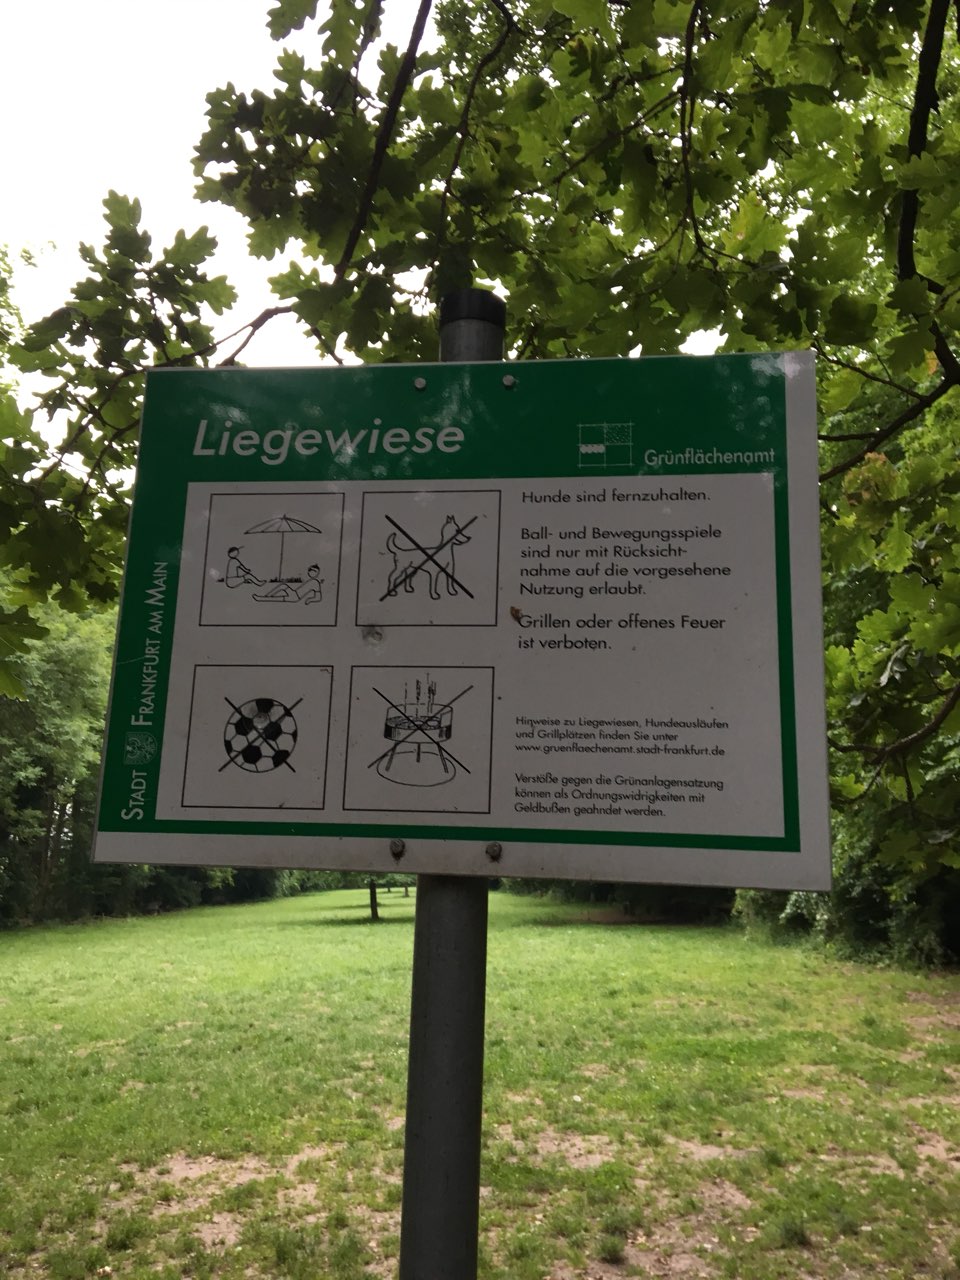 Liegewiese
Grünflächenamt
Hunde sind fernzuhalten.
Ball- und Bewegungsspiele
sind nur mit Rücksicht-
nahme auf die vorgesehene
Nutzung erlaubt.
Grillen oder offenes Feuer
ist verboten.
Hinweise zu Liegewiesen, Hundeausläufen
und Grillplätzen finden Sie unter
www.gruenflaechenamt.stadt-frankfurt.de
Verstöße gegen die Grünanlagensatzung
können als Ordnungswidrigkeiten mit
Geldbußen geahndet werden.
STADT FRANKFURT AM MAIN